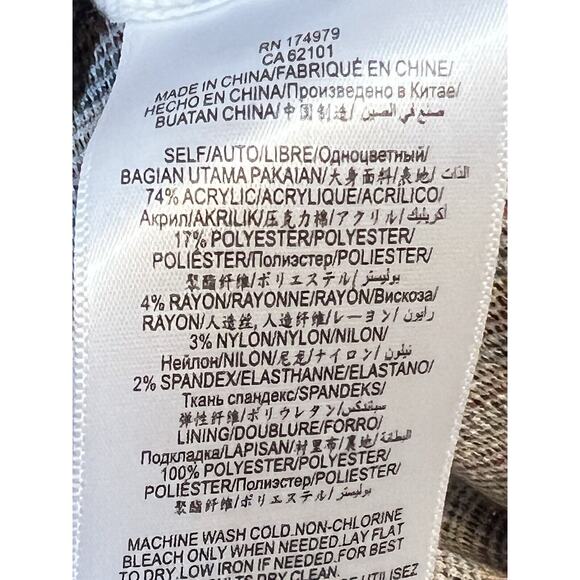 RN 174979
CA 62101
MADE IN CHINA/FABRIQUÉ EN CHINE/
HECHO EN CHINA/Произведено в Китае/
BUATAN CHINA/中国制造/ صنع في الصين
SELF/AUTO/LIBRE/Одноцветный/
BAGIAN UTAMA PAKAIAN/大身面料/表地/ الذات
74% ACRYLIC/ACRYLIQUE/ACRÍLICO/
Акрил/AKRILIK/压克力棉/アクリル/أكريليك
17% POLYESTER/POLYESTER/
POLIÉSTER/Полиэстер/POLIESTER/
聚酯纤维/ポリエステル/بوليستر
4% RAYON/RAYONNE/RAYÓN/Вискоза/
RAYON/人造丝, 人造纤维/レーヨン/ رايون
3% NYLON/NYLON/NILON/
Нейлон/NILON/尼龙/ナイロン/ نيلون
2% SPANDEX/ELASTHANNE/ELASTANO/
Ткань спандекс/SPANDEKS/
弹性纤维/ポリウレタン/ سبيانديكس
LINING/DOUBLURE/FORRO/
Подкладка/LAPISAN/衬里布/裏地/ البطانة
100% POLYESTER/POLYESTER/
POLIÉSTER/Полиэстер/POLIESTER/
聚酯纤维/ポリエステル/ بوليستر
MACHINE WASH COLD.NON-CHLORINE
BLEACH ONLY WHEN NEEDED.LAY FLAT
TO DRY.LOW IRON IF NEEDED.FOR BEST
DRY CLEAN.
UTILISEZ